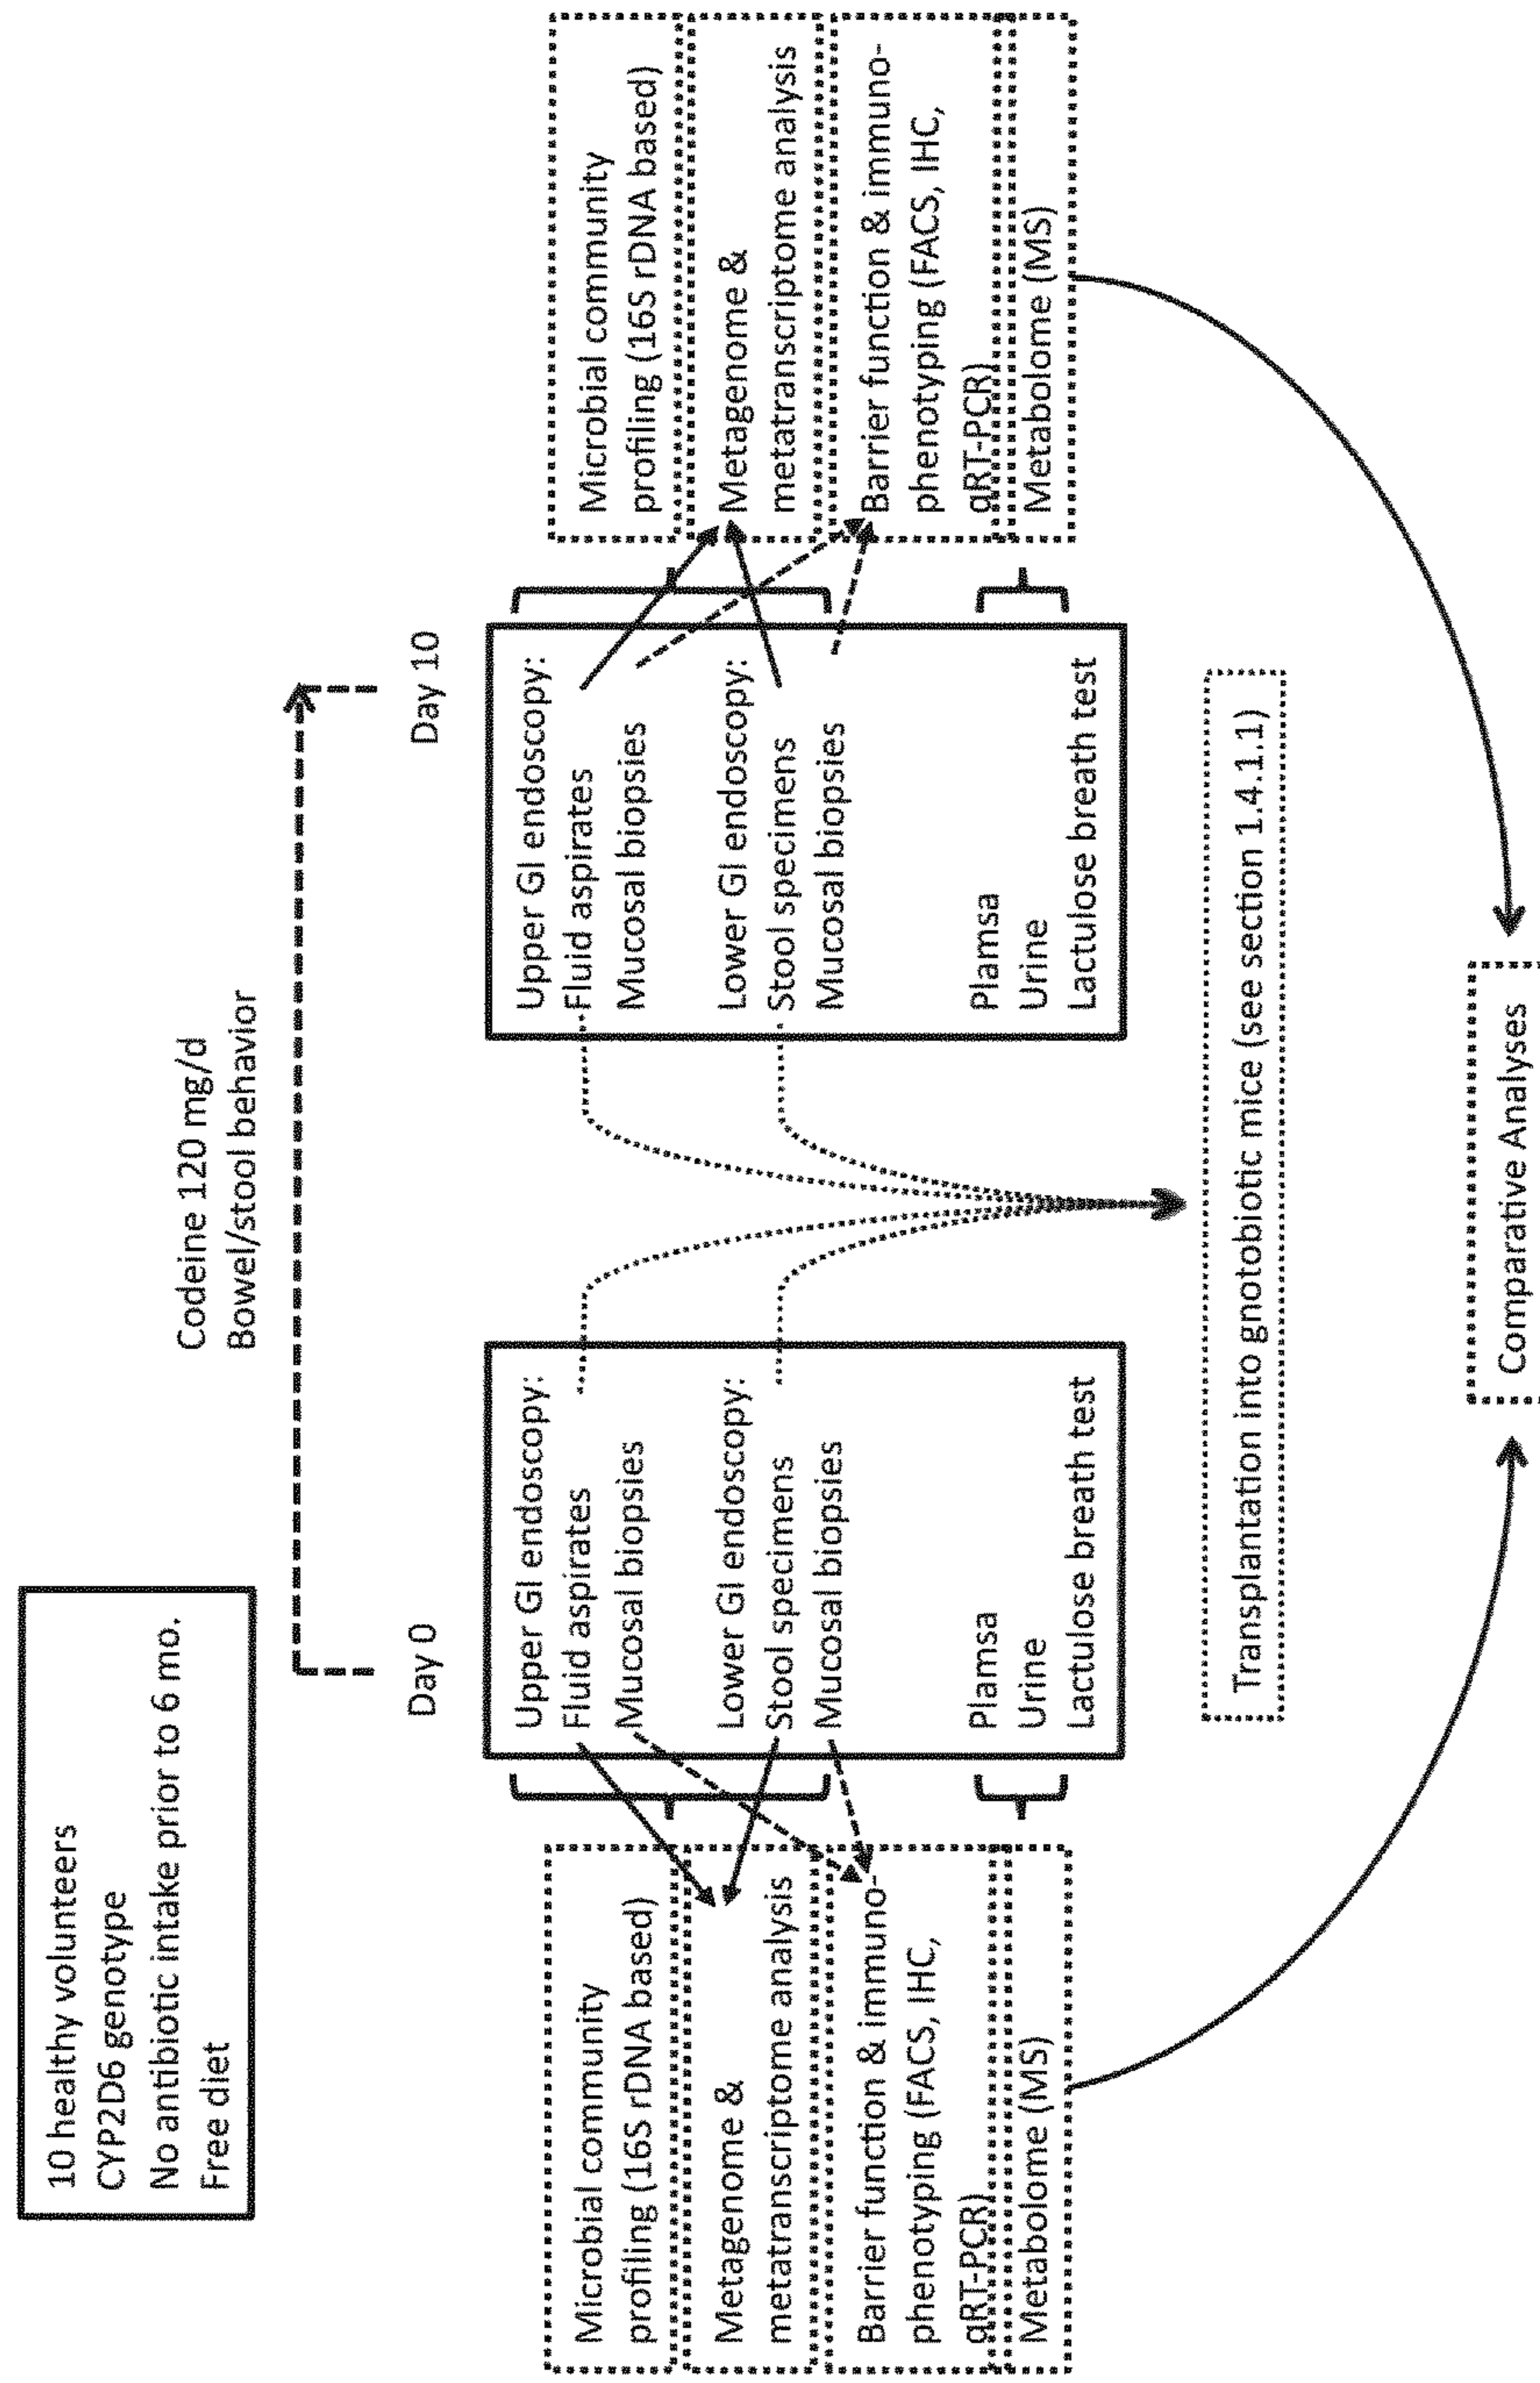 10 healthy volunteers
CYP2D6 genotype
No antibiotic intake prior to 6 mo.
Free diet
Codeine 120 mg/d
Bowel/stool behavior
Day 0
Day 10
Microbial community
profiling (16S rDNA based)
Metagenome &
metatranscriptome analysis
Barrier function & immuno-
phenotyping (FACS, IHC,
qRT-PCR)
Metabolome (MS)
Upper GI endoscopy:
Fluid aspirates
Mucosal biopsies
Lower GI endoscopy:
Stool specimens
Mucosal biopsies
Plamsa
Urine
Lactulose breath test
Upper GI endoscopy:
Fluid aspirates
Mucosal biopsies
Lower GI endoscopy:
Stool specimens
Mucosal biopsies
Plamsa
Urine
Lactulose breath test
Microbial community
profiling (16S rDNA based)
Metagenome &
metatranscriptome analysis
Barrier function & immuno-
phenotyping (FACS, IHC,
qRT-PCR)
Metabolome (MS)
Transplantation into gnotobiotic mice (see section 1.4.1.1)
Comparative Analyses